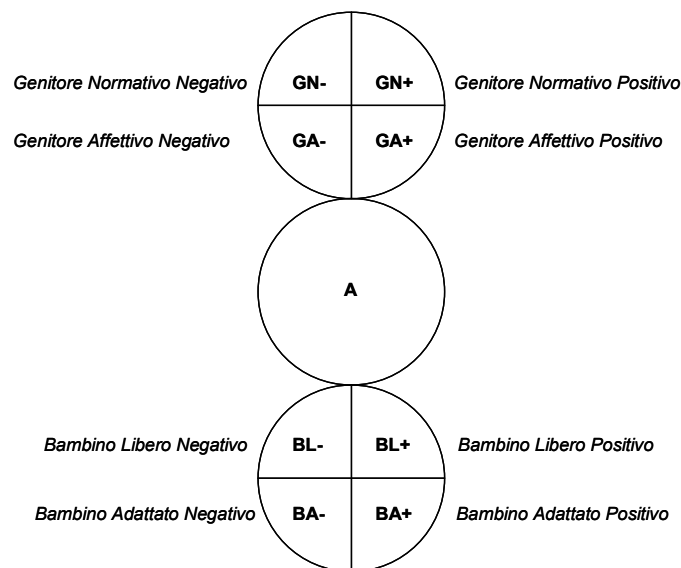 Genitore Normativo Negativo GN- GN+ Genitore Normativo Positivo
Genitore Affettivo Negativo GA- GA+ Genitore Affettivo Positivo
A
Bambino Libero Negativo BL- BL+ Bambino Libero Positivo
Bambino Adattato Negativo BA- BA+ Bambino Adattato Positivo